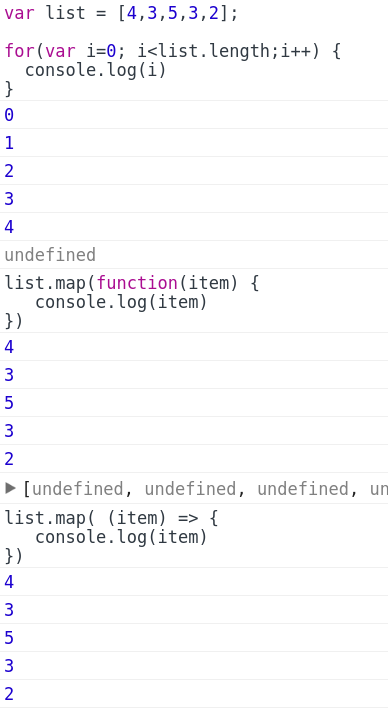 var list = [4,3,5,3,2];
for(var i=0; i<list.length;i++) {
  console.log(i)
}
0
1
2
3
4
undefined
list.map(function(item) {
   console.log(item)
})
4
3
5
3
2
[undefined, undefined, undefined, un
list.map( (item) => {
   console.log(item)
})
4
3
5
3
2